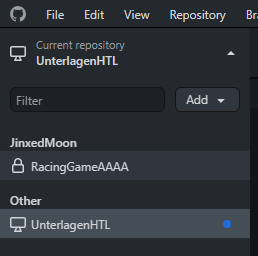 File Edit View Repository
Current repository
UnterlagenHTL
Filter
Add
JinxedMoon
RacingGameAAAA
Other
UnterlagenHTL